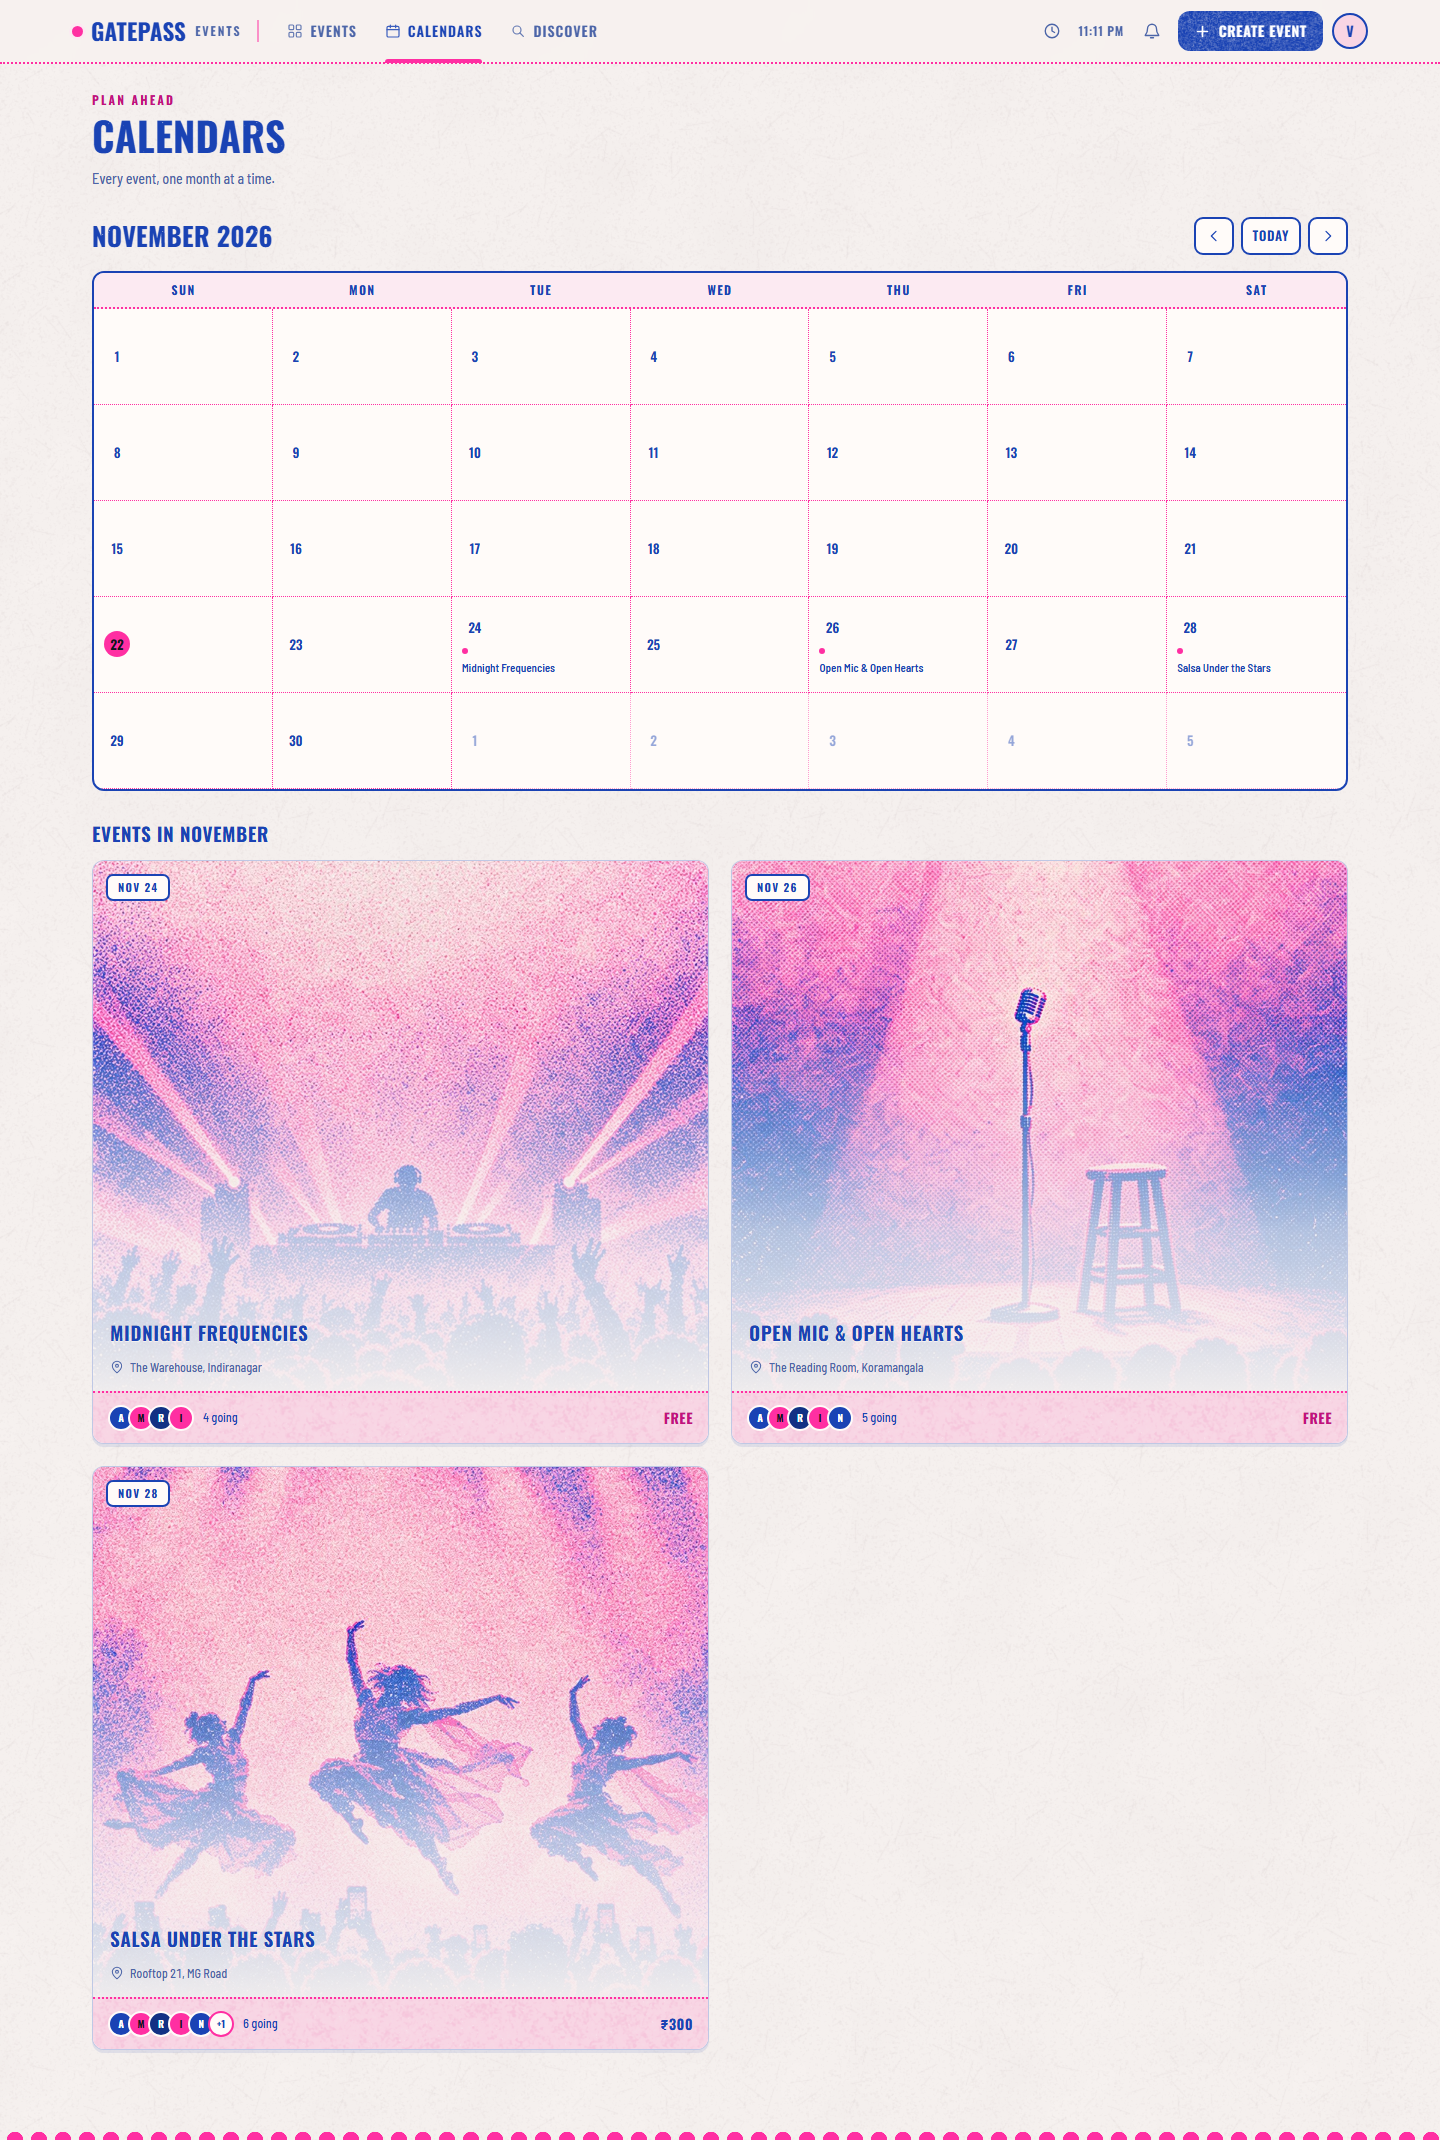 GATEPASS EVENTS EVENTS CALENDARS DISCOVER 11:11 PM + CREATE EVENT V
PLAN AHEAD
CALENDARS
Every event, one month at a time.
NOVEMBER 2026 TODAY
SUN MON TUE WED THU FRI SAT
1 2 3 4 5 6 7
8 9 10 11 12 13 14
15 16 17 18 19 20 21
22 23 24 25 26 27 28
Midnight Frequencies Open Mic & Open Hearts Salsa Under the Stars
29 30 1 2 3 4 5
EVENTS IN NOVEMBER
NOV 24
MIDNIGHT FREQUENCIES
The Warehouse, Indiranagar
A M R I 4 going FREE
NOV 26
OPEN MIC & OPEN HEARTS
The Reading Room, Koramangala
A M R I N 5 going FREE
NOV 28
SALSA UNDER THE STARS
Rooftop 21, MG Road
A M R I N +1 6 going ₹300